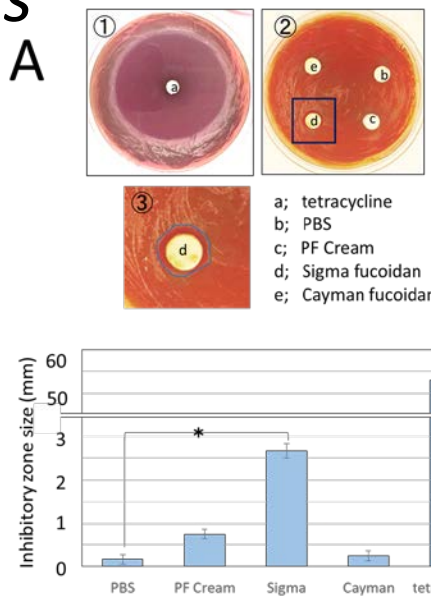 S
A
①
②
a
e
b
d
c
③
d
a; tetracycline
b; PBS
c; PF Cream
d; Sigma fucoidan
e; Cayman fucoidan
Inhibitory zone size (mm)
60
50
3
2
1
0
*
PBS
PF Cream
Sigma
Cayman
tet